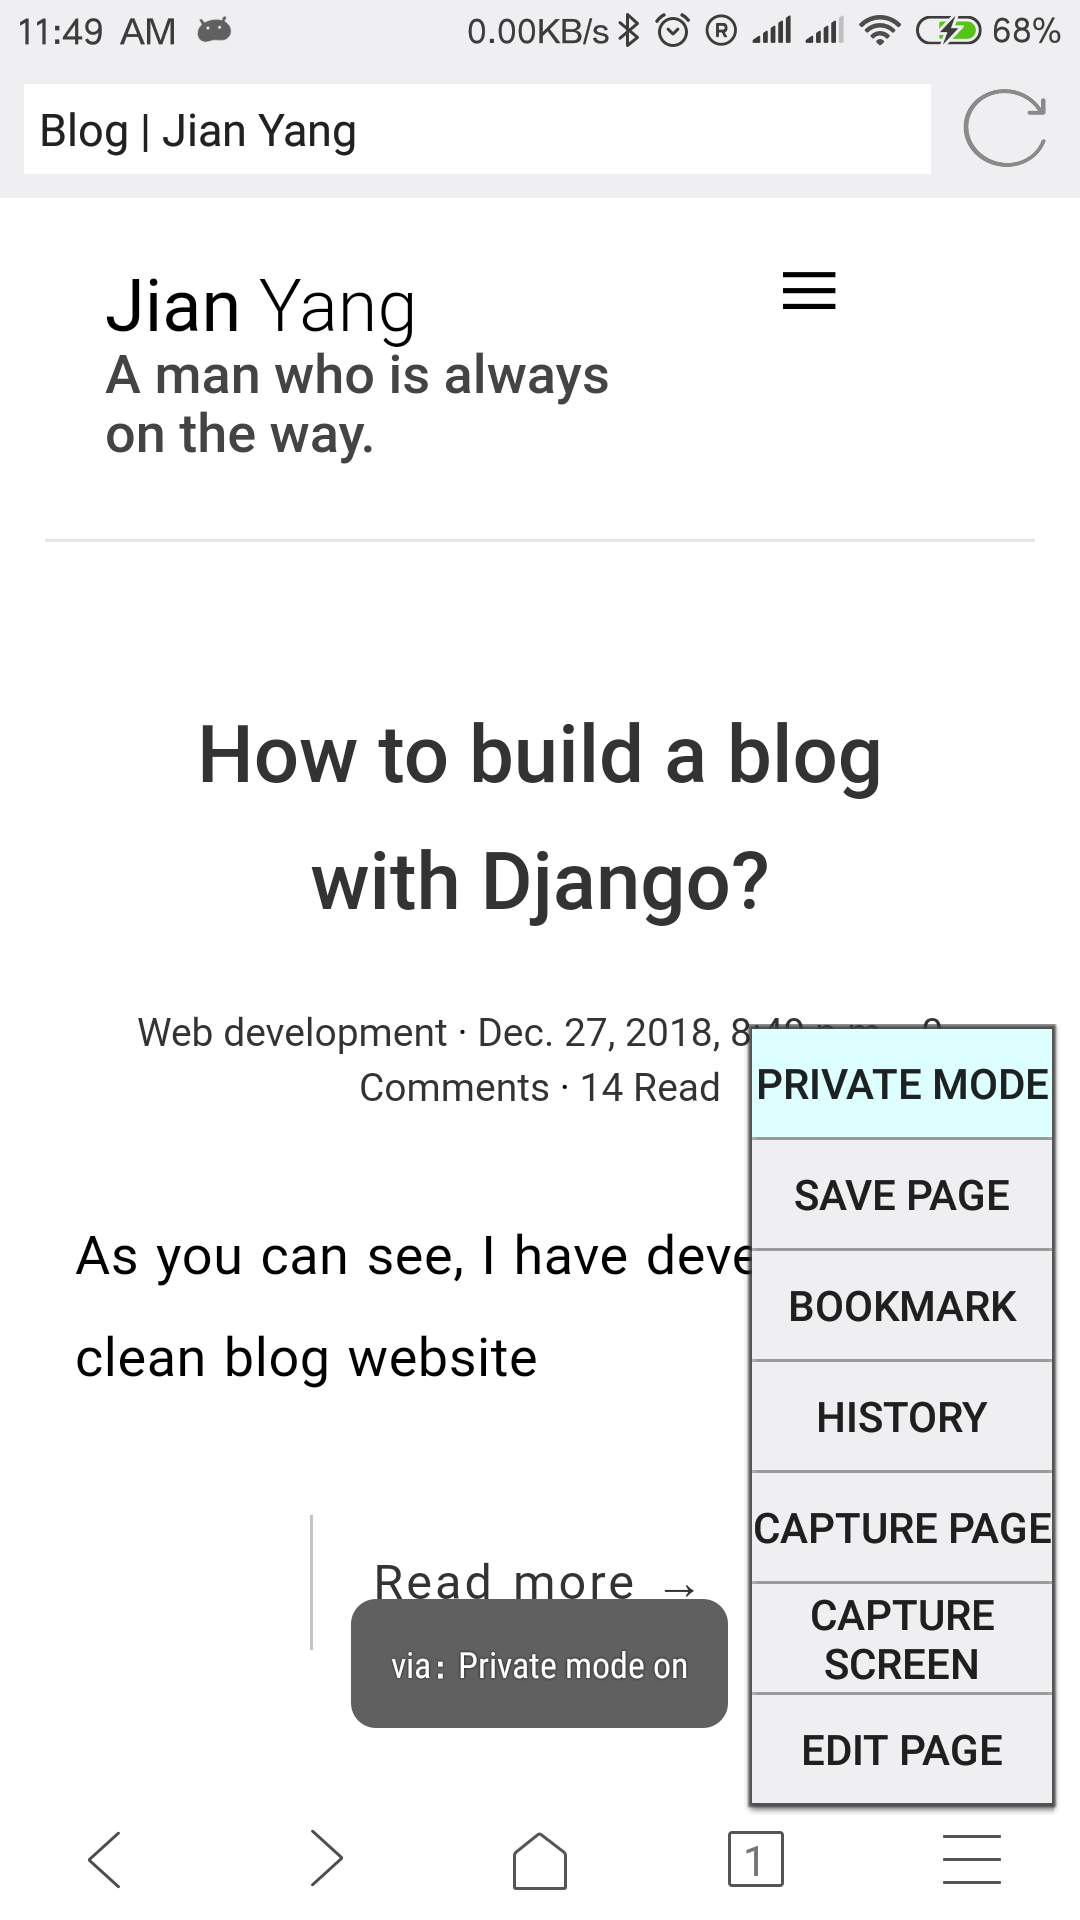 11:49 AM 0.00KB/s R 68%
Blog | Jian Yang
Jian Yang
A man who is always
on the way.
How to build a blog
with Django?
Web development · Dec. 27, 2018, 8
Comments · 14 Read
As you can see, I have deve
clean blog website
Read more →
via: Private mode on
PRIVATE MODE
SAVE PAGE
BOOKMARK
HISTORY
CAPTURE PAGE
CAPTURE
SCREEN
EDIT PAGE
1